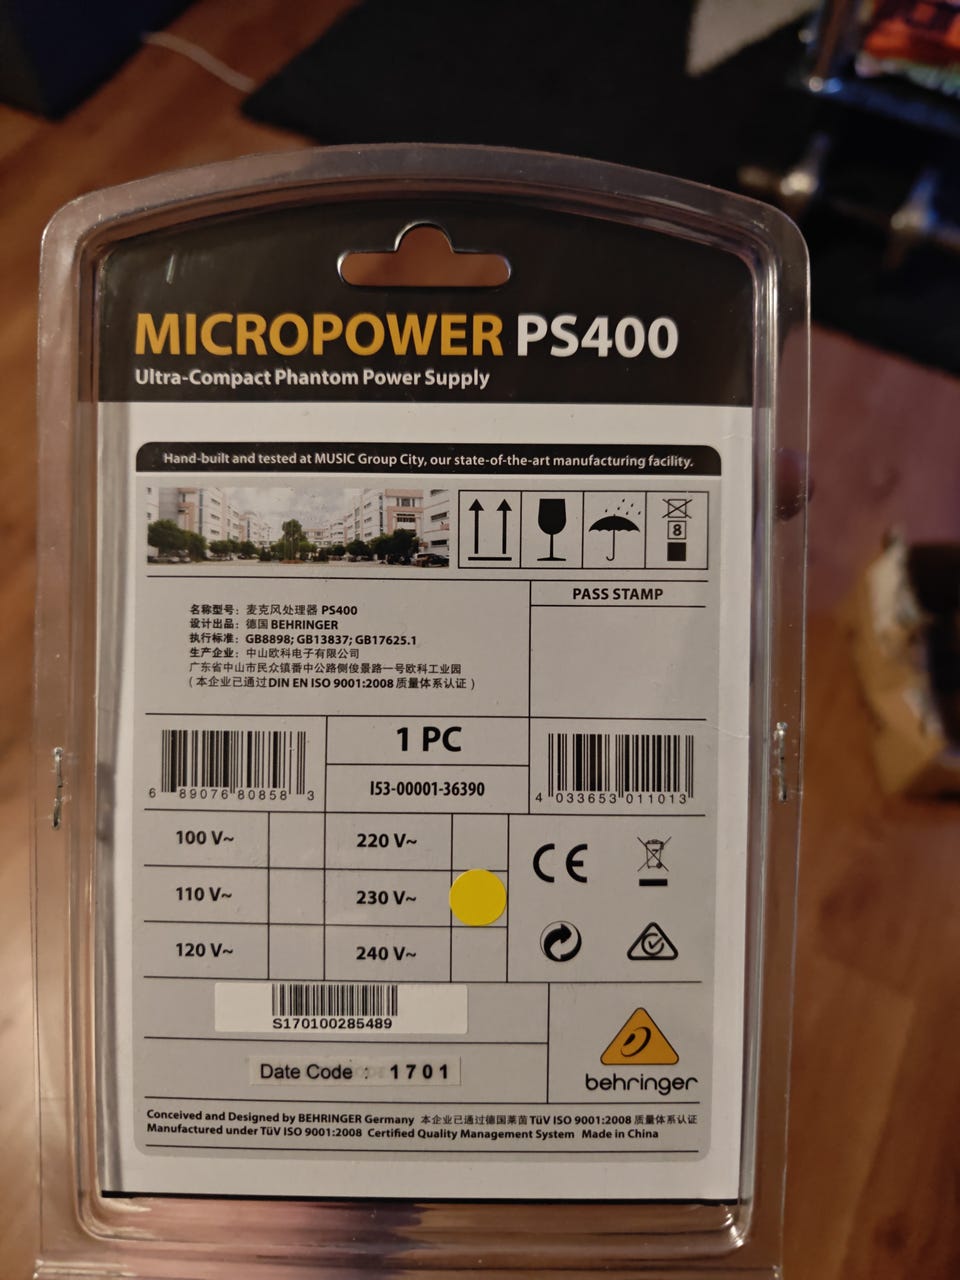 MICROPOWER PS400
Ultra-Compact Phantom Power Supply
Hand-built and tested at MUSIC Group City, our state-of-the-art manufacturing facility.
8
PASS STAMP
名称型号：麦克风处理器 PS400
设计出品：德国 BEHRINGER
执行标准：GB8898; GB13837; GB17625.1
生产企业：中山欧科电子有限公司
广东省中山市民众镇番中公路侧俊景路一号欧科工业园
（本企业已通过DIN EN ISO 9001:2008 质量体系认证）
1 PC
I53-00001-36390
6 89076 80858 3
4 033653 011013
100 V~ 220 V~
110 V~ 230 V~
120 V~ 240 V~
CE
S170100285489
Date Code : 1701
behringer
Conceived and Designed by BEHRINGER Germany 本企业已通过德国莱茵 TüV ISO 9001:2008 质量体系认证
Manufactured under TüV ISO 9001:2008 Certified Quality Management System Made in China